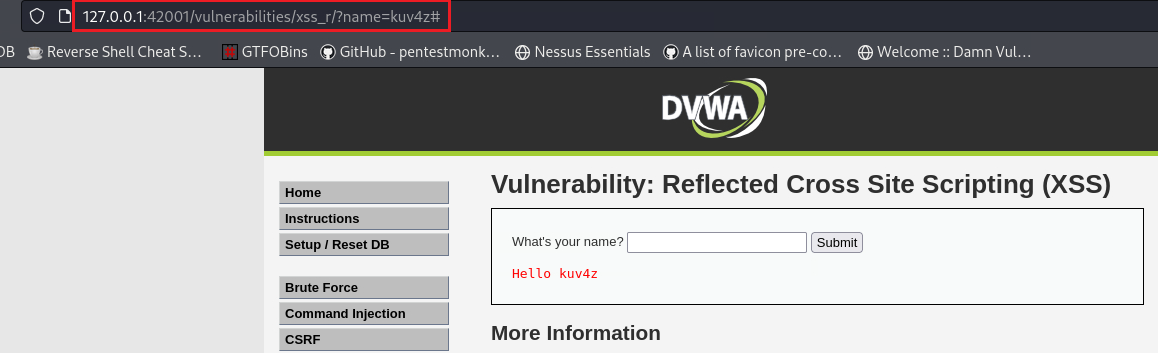 127.0.0.1:42001/vulnerabilities/xss_r/?name=kuv4z#
OB Reverse Shell Cheat S... GTFOBins GitHub - pentestmonk... Nessus Essentials A list of favicon pre-co... Welcome :: Damn Vul...
DVWA
Home
Instructions
Setup / Reset DB
Brute Force
Command Injection
CSRF
Vulnerability: Reflected Cross Site Scripting (XSS)
What's your name? Submit
Hello kuv4z
More Information